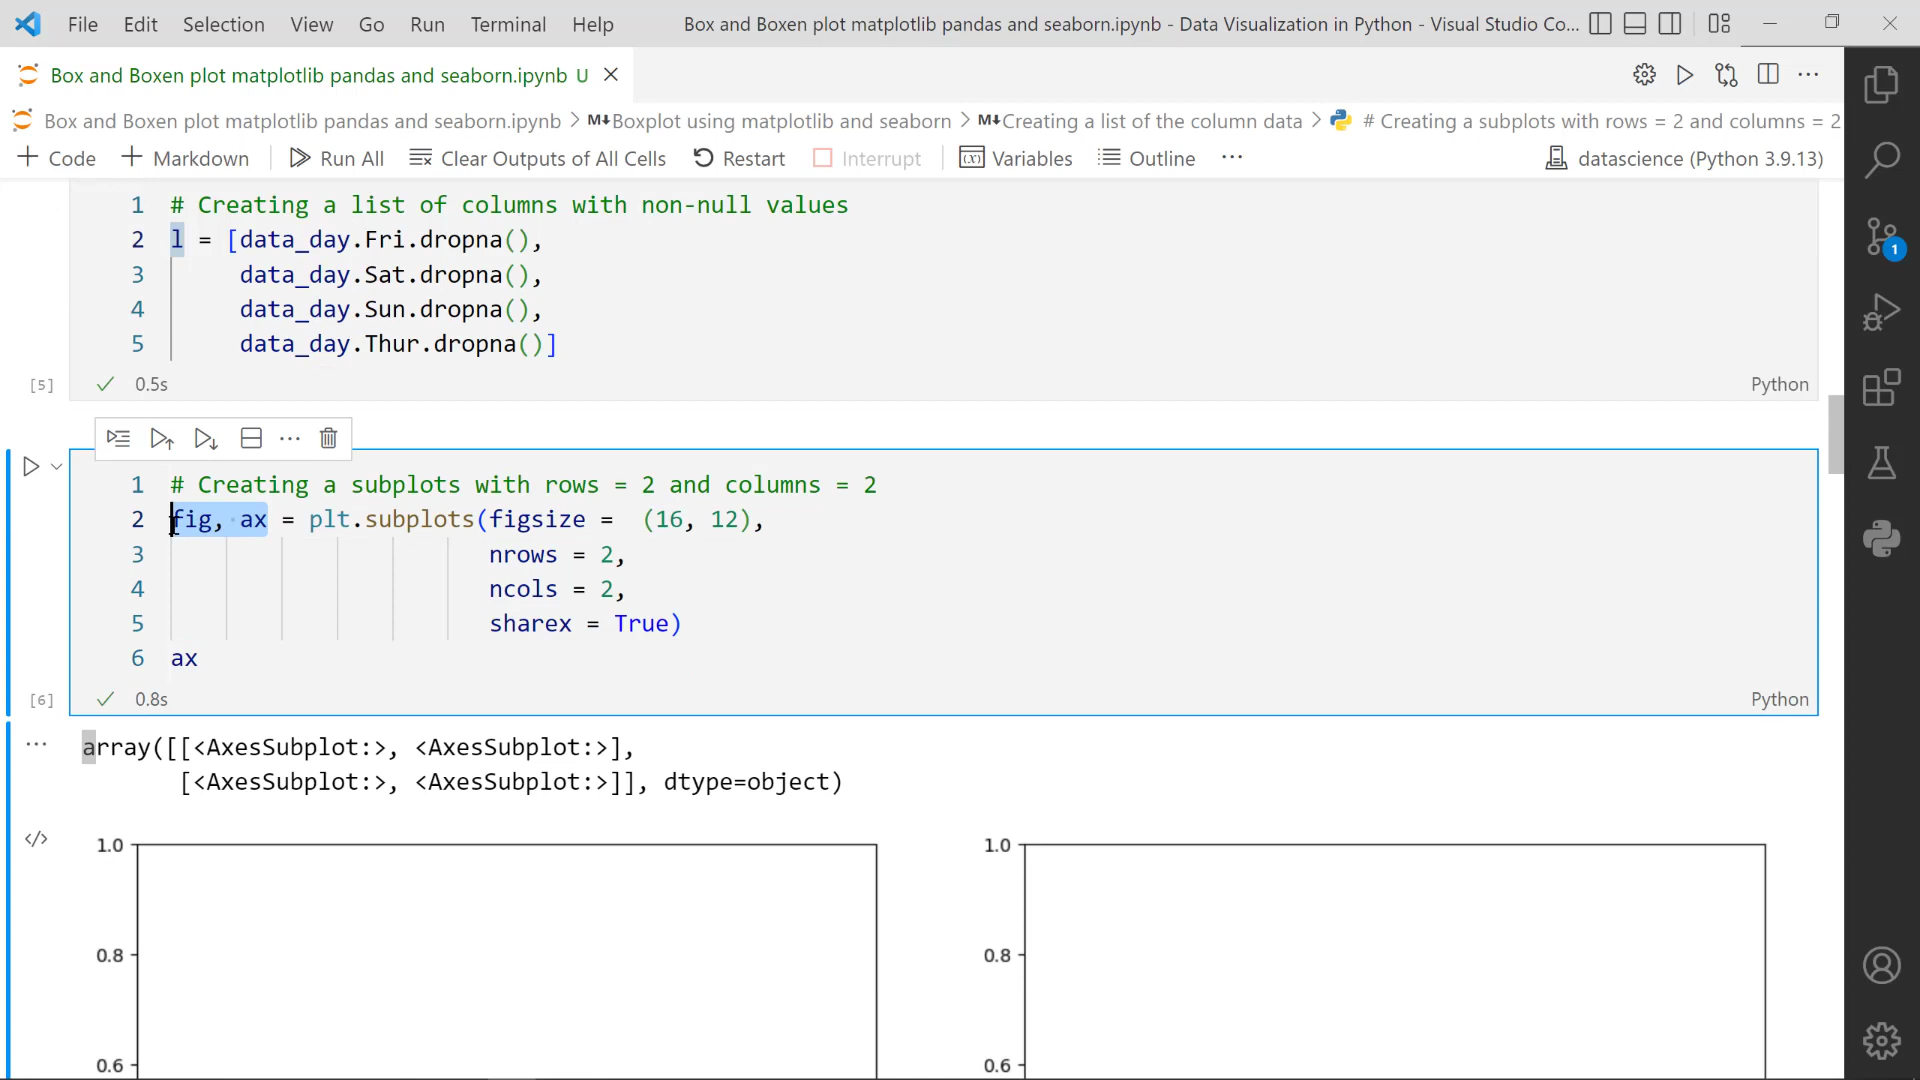 File Edit Selection View Go Run Terminal Help Box and Boxen plot matplotlib pandas and seaborn.ipynb - Data Visualization in Python - Visual Studio Co...
Box and Boxen plot matplotlib pandas and seaborn.ipynb U
Box and Boxen plot matplotlib pandas and seaborn.ipynb > M↓Boxplot using matplotlib and seaborn > M↓Creating a list of the column data > # Creating a subplots with rows = 2 and columns = 2
+ Code + Markdown Run All Clear Outputs of All Cells Restart Interrupt Variables Outline ... datascience (Python 3.9.13)
1 # Creating a list of columns with non-null values
2 l = [data_day.Fri.dropna(),
3 data_day.Sat.dropna(),
4 data_day.Sun.dropna(),
5 data_day.Thur.dropna()]
[5] 0.5s Python
1 # Creating a subplots with rows = 2 and columns = 2
2 fig, ax = plt.subplots(figsize = (16, 12),
3 nrows = 2,
4 ncols = 2,
5 sharex = True)
6 ax
[6] 0.8s Python
array([[<AxesSubplot:>, <AxesSubplot:>],
[<AxesSubplot:>, <AxesSubplot:>]], dtype=object)
1.0 1.0
0.8 0.8
0.6 0.6
1